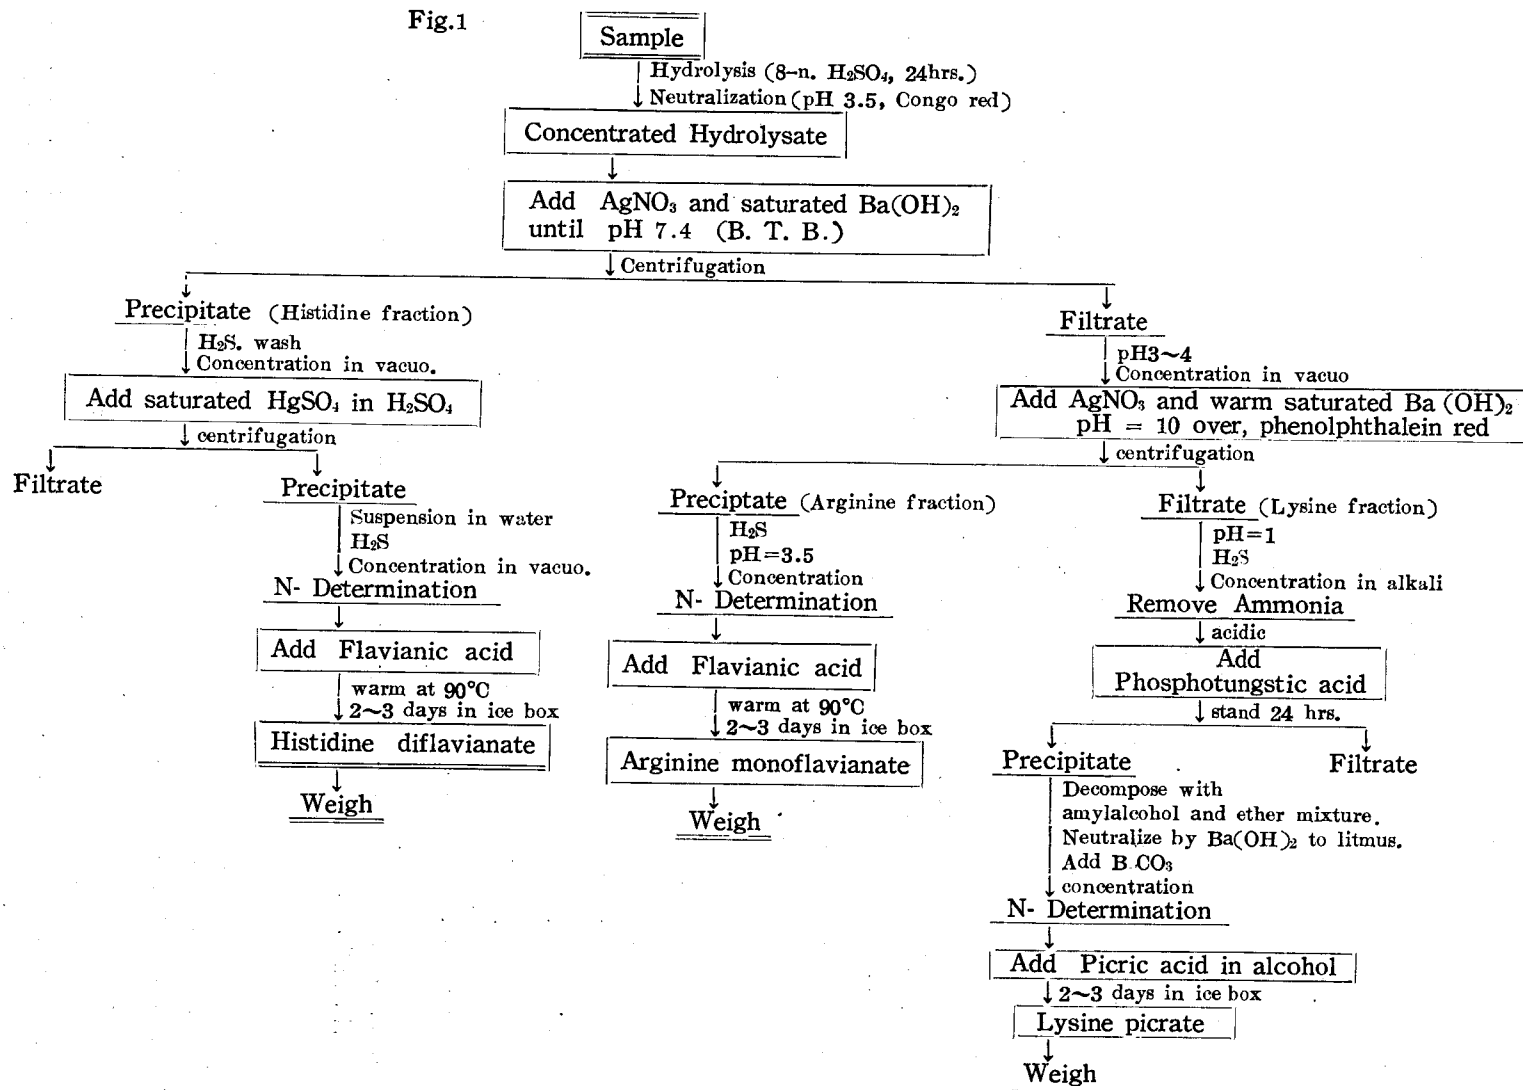 Fig.1
Sample
Hydrolysis (8-n. H₂SO₄, 24hrs.)
Neutralization (pH 3.5, Congo red)
Concentrated Hydrolysate
Add AgNO₃ and saturated Ba(OH)₂
until pH 7.4 (B. T. B.)
Centrifugation
Precipitate (Histidine fraction)
H₂S. wash
Concentration in vacuo.
Add saturated HgSO₄ in H₂SO₄
centrifugation
Filtrate
Precipitate
Suspension in water
H₂S
Concentration in vacuo.
N- Determination
Add Flavianic acid
warm at 90°C
2~3 days in ice box
Histidine diflavianate
Weigh
Filtrate
pH3~4
Concentration in vacuo
Add AgNO₃ and warm saturated Ba (OH)₂
pH = 10 over, phenolphthalein red
centrifugation
Preciptate (Arginine fraction)
H₂S
pH=3.5
Concentration
N- Determination
Add Flavianic acid
warm at 90°C
2~3 days in ice box
Arginine monoflavianate
Weigh
Filtrate (Lysine fraction)
pH=1
H₂S
Concentration in alkali
Remove Ammonia
acidic
Add
Phosphotungstic acid
stand 24 hrs.
Precipitate
Decompose with
amylalcohol and ether mixture.
Neutralize by Ba(OH)₂ to litmus.
Add B CO₃
concentration
N- Determination
Add Picric acid in alcohol
2~3 days in ice box
Lysine picrate
Weigh
Filtrate